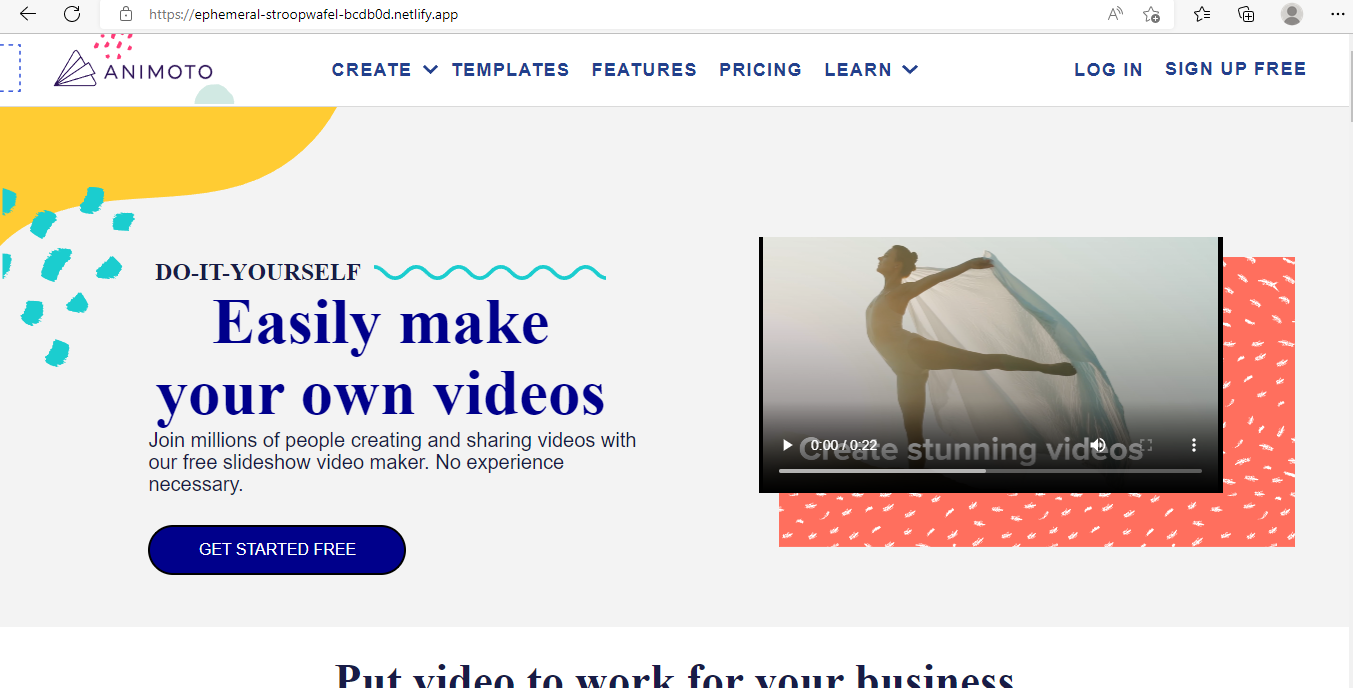 https://ephemeral-stroopwafel-bcdb0d.netlify.app
ANIMOTO
CREATE TEMPLATES FEATURES PRICING LEARN LOG IN SIGN UP FREE
DO-IT-YOURSELF
Easily make
your own videos
Join millions of people creating and sharing videos with
our free slideshow video maker. No experience
necessary.
GET STARTED FREE
Create stunning videos
0:00 / 0:22
Put video to work for your business